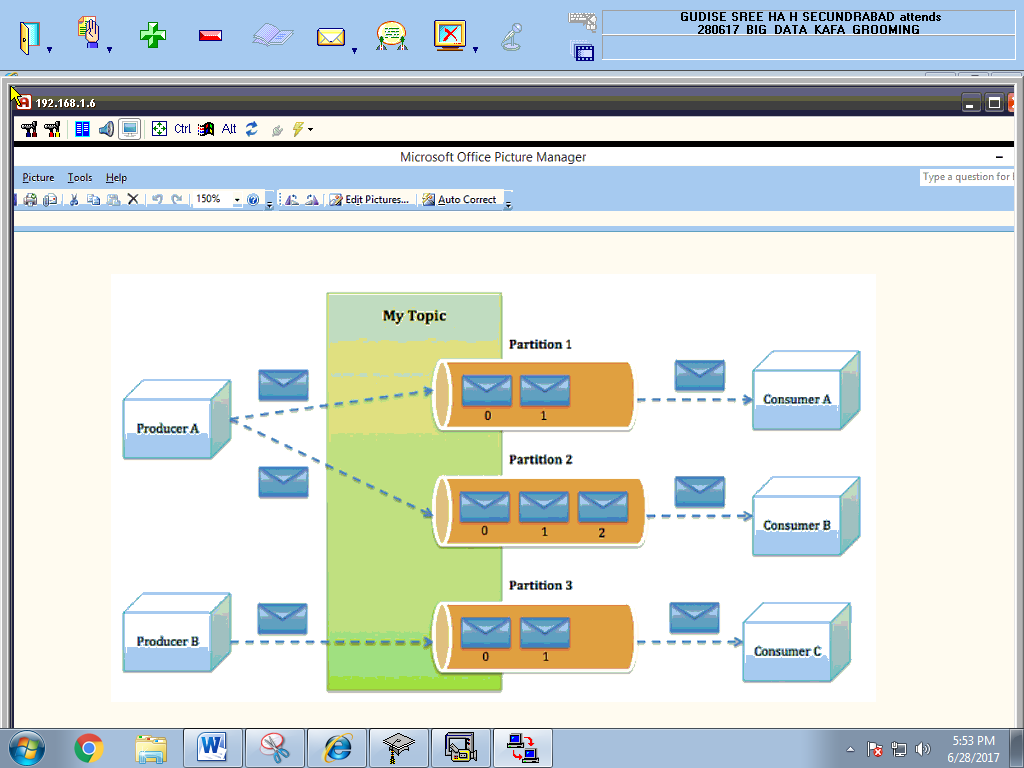 GUDISE SREE HA H SECUNDRABAD attends
280617 BIG DATA KAFA GROOMING
192.168.1.6
Ctrl Alt
Microsoft Office Picture Manager
Picture Tools Help
Type a question for
150% Edit Pictures... Auto Correct
My Topic
Partition 1
Producer A
0 1
Consumer A
Partition 2
0 1 2
Consumer B
Partition 3
Producer B
0 1
Consumer C
5:53 PM
6/28/2017